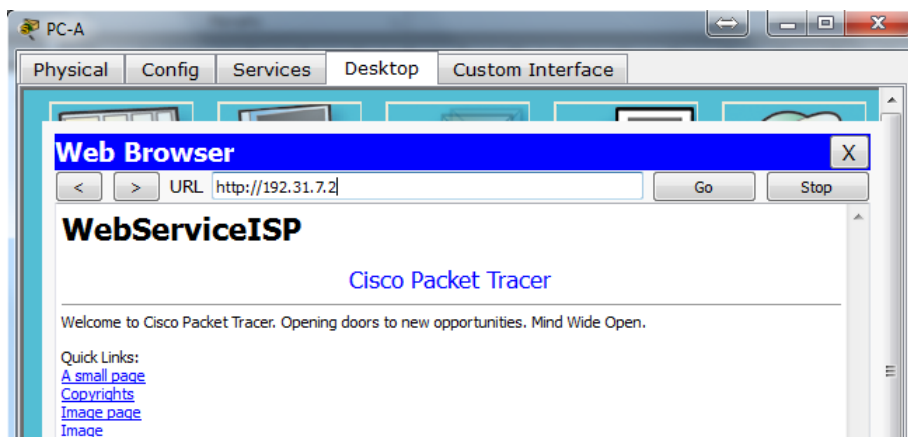 PC-A
Physical Config Services Desktop Custom Interface
Web Browser X
< > URL http://192.31.7.2 Go Stop
WebServiceISP
Cisco Packet Tracer
Welcome to Cisco Packet Tracer. Opening doors to new opportunities. Mind Wide Open.
Quick Links:
A small page
Copyrights
Image page
Image